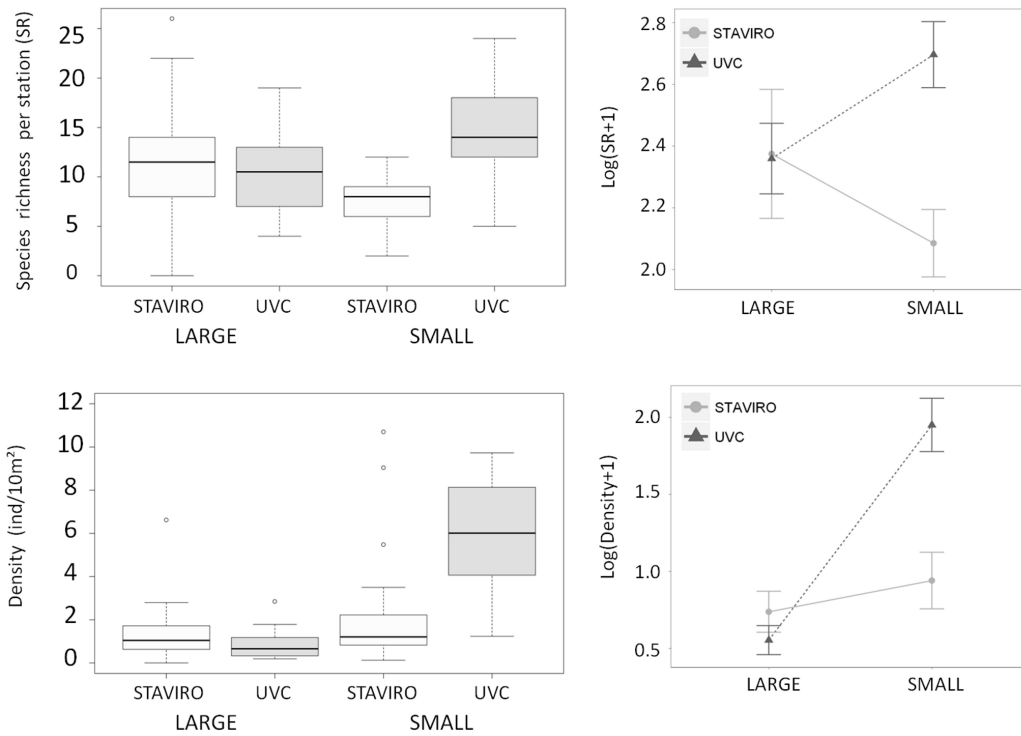 Species richness per station (SR)
25
20
15
10
5
0
STAVIRO UVC STAVIRO UVC
LARGE SMALL
STAVIRO
UVC
Log(SR+1)
2.8
2.6
2.4
2.2
2.0
LARGE SMALL
Density (ind/10m²)
12
10
8
6
4
2
0
STAVIRO UVC STAVIRO UVC
LARGE SMALL
STAVIRO
UVC
Log(Density+1)
2.0
1.5
1.0
0.5
LARGE SMALL